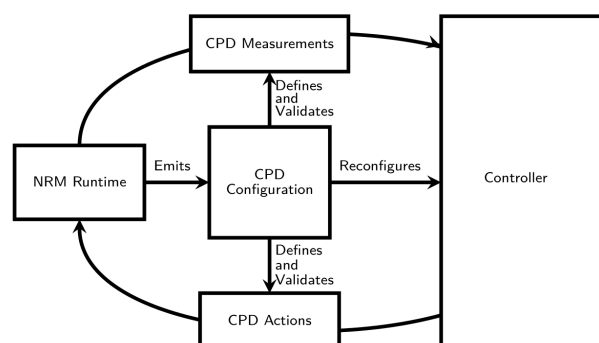 CPD Measurements
Defines
and
Validates
NRM Runtime
Emits
CPD
Configuration
Reconfigures
Controller
Defines
and
Validates
CPD Actions